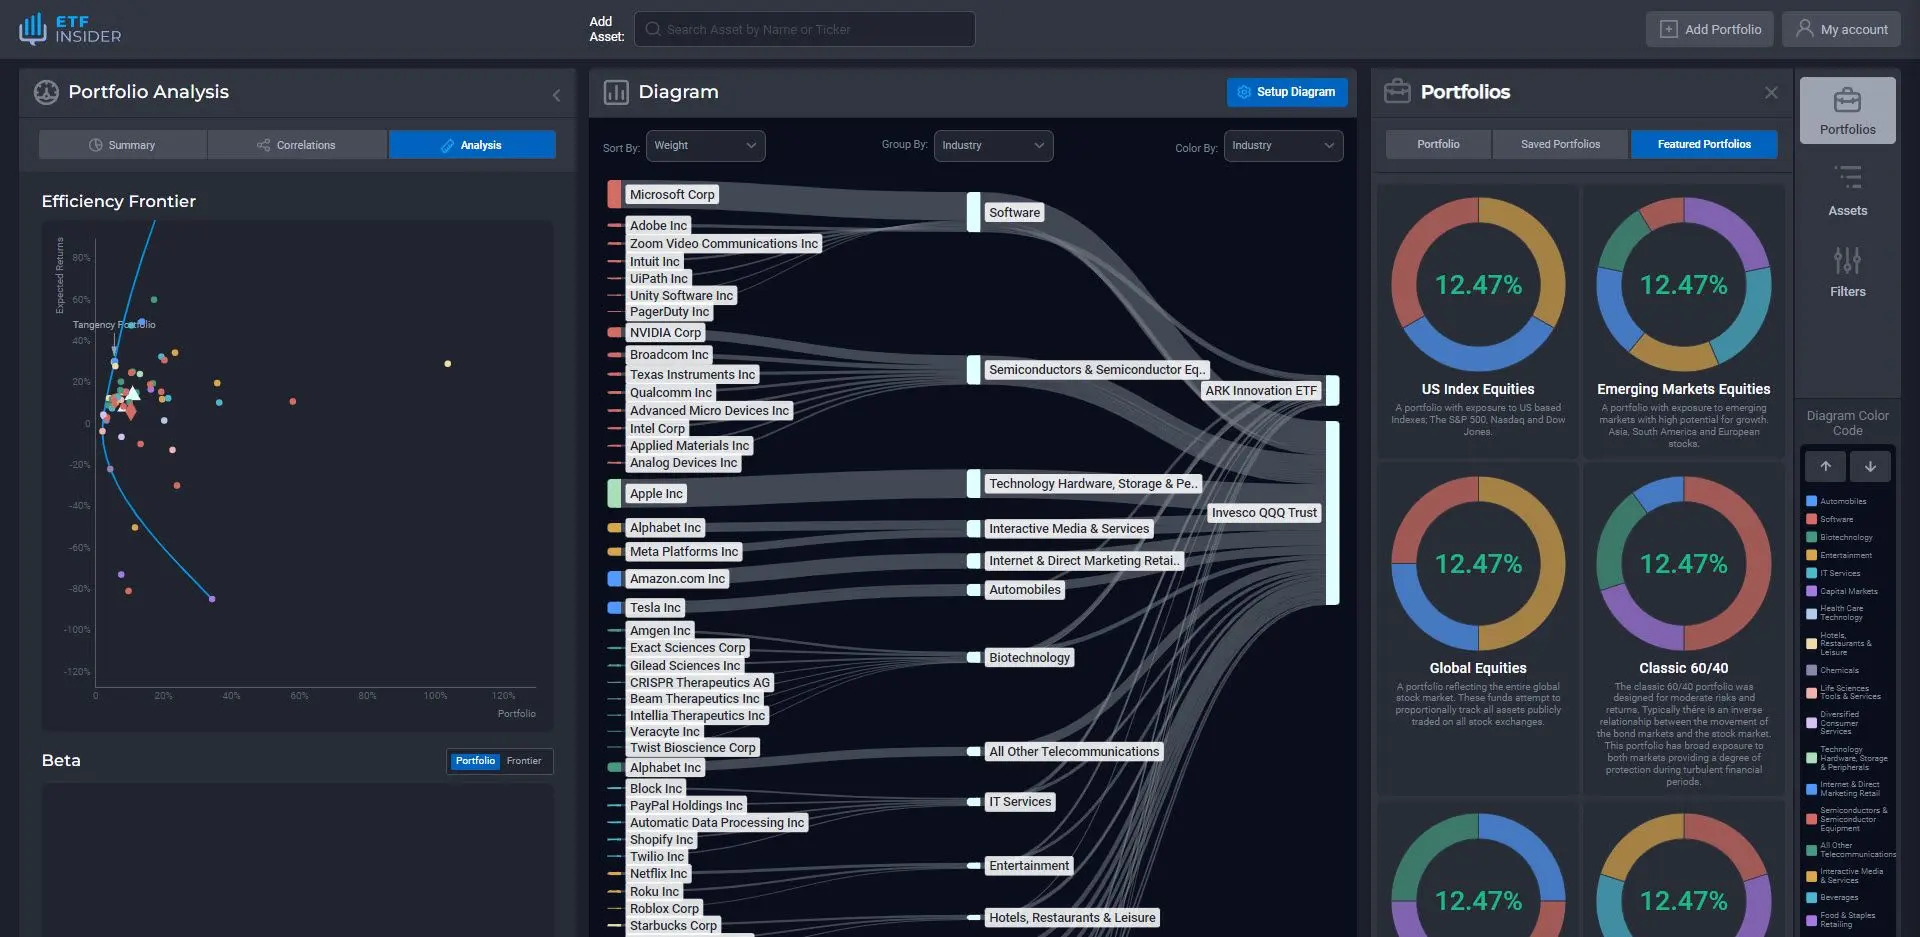 ETF
INSIDER
Add
Asset:
Search Asset by Name or Ticker
Add Portfolio
My account
Portfolio Analysis
Summary
Correlations
Analysis
Efficiency Frontier
Expected Returns
80%
60%
Tangency Portfolio
40%
20%
0
-20%
-40%
-60%
-80%
-100%
-120%
0
20%
40%
60%
80%
100%
120%
Portfolio
Beta
Portfolio
Frontier
Diagram
Setup Diagram
Sort By:
Weight
Group By:
Industry
Color By:
Industry
Microsoft Corp
Adobe Inc
Zoom Video Communications Inc
Intuit Inc
UiPath Inc
Unity Software Inc
PagerDuty Inc
NVIDIA Corp
Broadcom Inc
Texas Instruments Inc
Qualcomm Inc
Advanced Micro Devices Inc
Intel Corp
Applied Materials Inc
Analog Devices Inc
Apple Inc
Alphabet Inc
Meta Platforms Inc
Amazon.com Inc
Tesla Inc
Amgen Inc
Exact Sciences Corp
Gilead Sciences Inc
CRISPR Therapeutics AG
Beam Therapeutics Inc
Intellia Therapeutics Inc
Veracyte Inc
Twist Bioscience Corp
Alphabet Inc
Block Inc
PayPal Holdings Inc
Automatic Data Processing Inc
Shopify Inc
Twilio Inc
Netflix Inc
Roku Inc
Roblox Corp
Starbucks Corp
Software
Semiconductors & Semiconductor Eq..
Technology Hardware, Storage & Pe..
Interactive Media & Services
Internet & Direct Marketing Retai..
Automobiles
Biotechnology
All Other Telecommunications
IT Services
Entertainment
Hotels, Restaurants & Leisure
ARK Innovation ETF
Invesco QQQ Trust
Portfolios
Portfolio
Saved Portfolios
Featured Portfolios
12.47%
US Index Equities
A portfolio with exposure to US based
Indexes; The S&P 500, Nasdaq and Dow
Jones.
12.47%
Emerging Markets Equities
A portfolio with exposure to emerging
markets with high potential for growth.
Asia, South America and European
stocks.
12.47%
Global Equities
A portfolio reflecting the entire global
stock market. These funds attempt to
proportionally track all assets publicly
traded on all stock exchanges.
12.47%
Classic 60/40
The classic 60/40 portfolio was
designed for moderate risks and
returns. Typically there is an inverse
relationship between the movement of
the bond markets and the stock market.
This portfolio has broad exposure to
both markets providing a degree of
protection during turbulent financial
periods.
12.47%
12.47%
Portfolios
Assets
Filters
Diagram Color
Code
Automobiles
Software
Biotechnology
Entertainment
IT Services
Capital Markets
Health Care
Technology
Hotels,
Restaurants &
Leisure
Chemicals
Life Sciences
Tools & Services
Diversified
Consumer
Services
Technology
Hardware, Storage
& Peripherals
Internet & Direct
Marketing Retail
Semiconductors &
Semiconductor
Equipment
All Other
Telecommunications
Interactive Media
& Services
Beverages
Food & Staples
Retailing